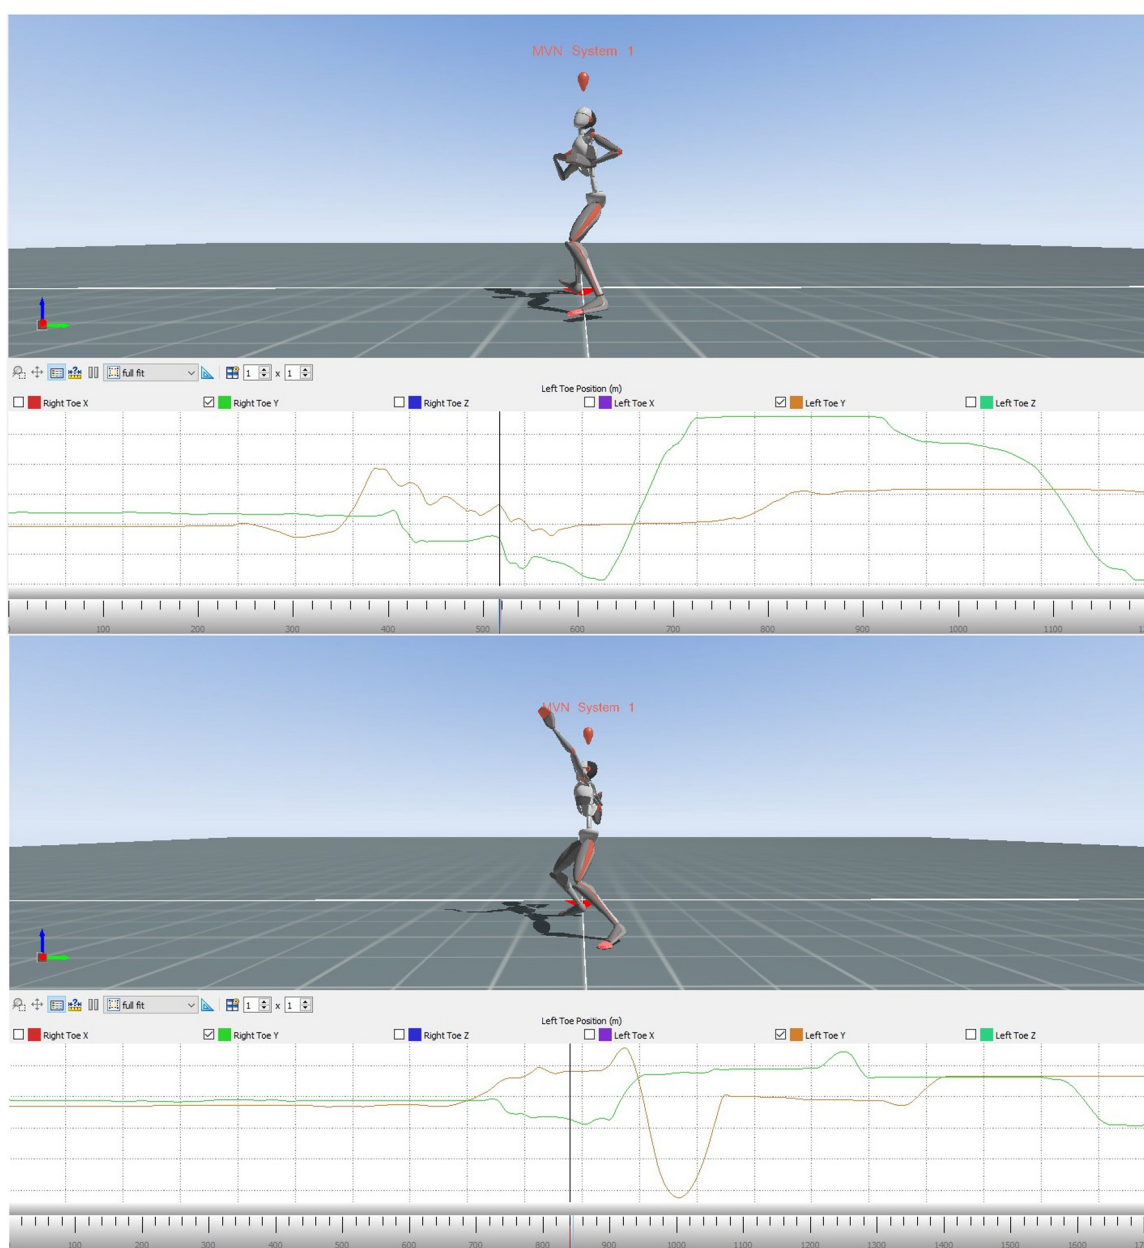 MVN System 1
full fit 1 x 1
Left Toe Position (m)
Right Toe X Right Toe Y Right Toe Z Left Toe X Left Toe Y Left Toe Z
100 200 300 400 500 600 700 800 900 1000 1100
MVN System 1
full fit 1 x 1
Left Toe Position (m)
Right Toe X Right Toe Y Right Toe Z Left Toe X Left Toe Y Left Toe Z
100 200 300 400 500 600 700 800 900 1000 1100 1200 1300 1400 1500 1600